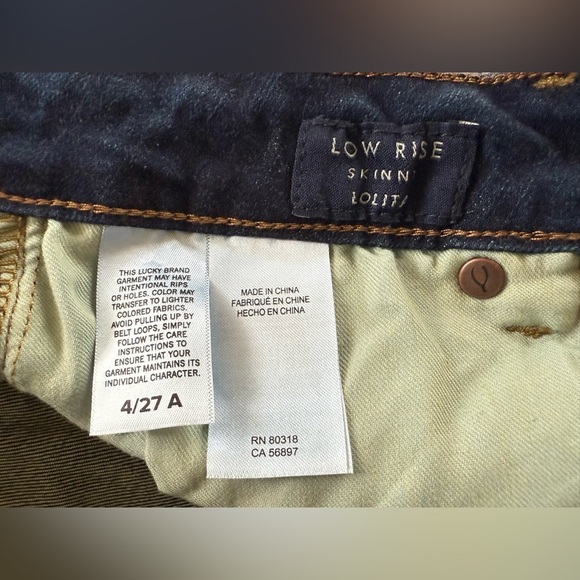 LOW RISE
SKINN
LOLITA
THIS LUCKY BRAND
GARMENT MAY HAVE
INTENTIONAL RIPS
OR HOLES. COLOR MAY
TRANSFER TO LIGHTER
COLORED FABRICS.
AVOID PULLING UP BY
BELT LOOPS, SIMPLY
FOLLOW THE CARE
INSTRUCTIONS TO
ENSURE THAT YOUR
GARMENT MAINTAINS ITS
INDIVIDUAL CHARACTER.
4/27 A
MADE IN CHINA
FABRIQUÉ EN CHINE
HECHO EN CHINA
RN 80318
CA 56897